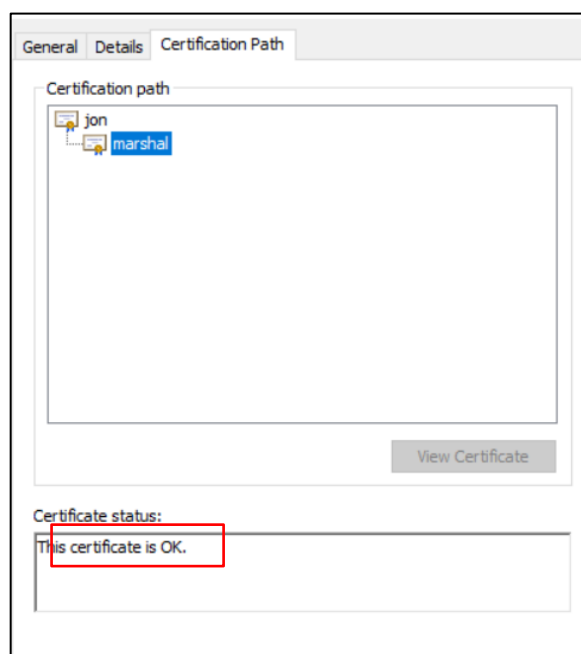 General Details Certification Path
Certification path
jon
marshal
View Certificate
Certificate status:
This certificate is OK.